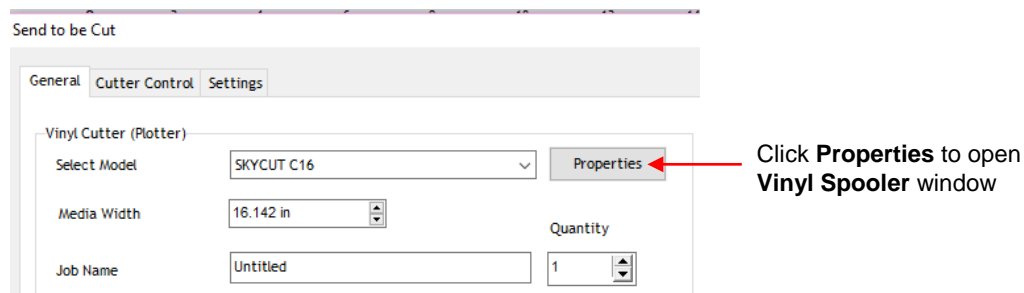 Send to be Cut
General Cutter Control Settings
Vinyl Cutter (Plotter)
Select Model SKYCUT C16 Properties
Click Properties to open
Vinyl Spooler window
Media Width 16.142 in
Quantity
Job Name Untitled 1